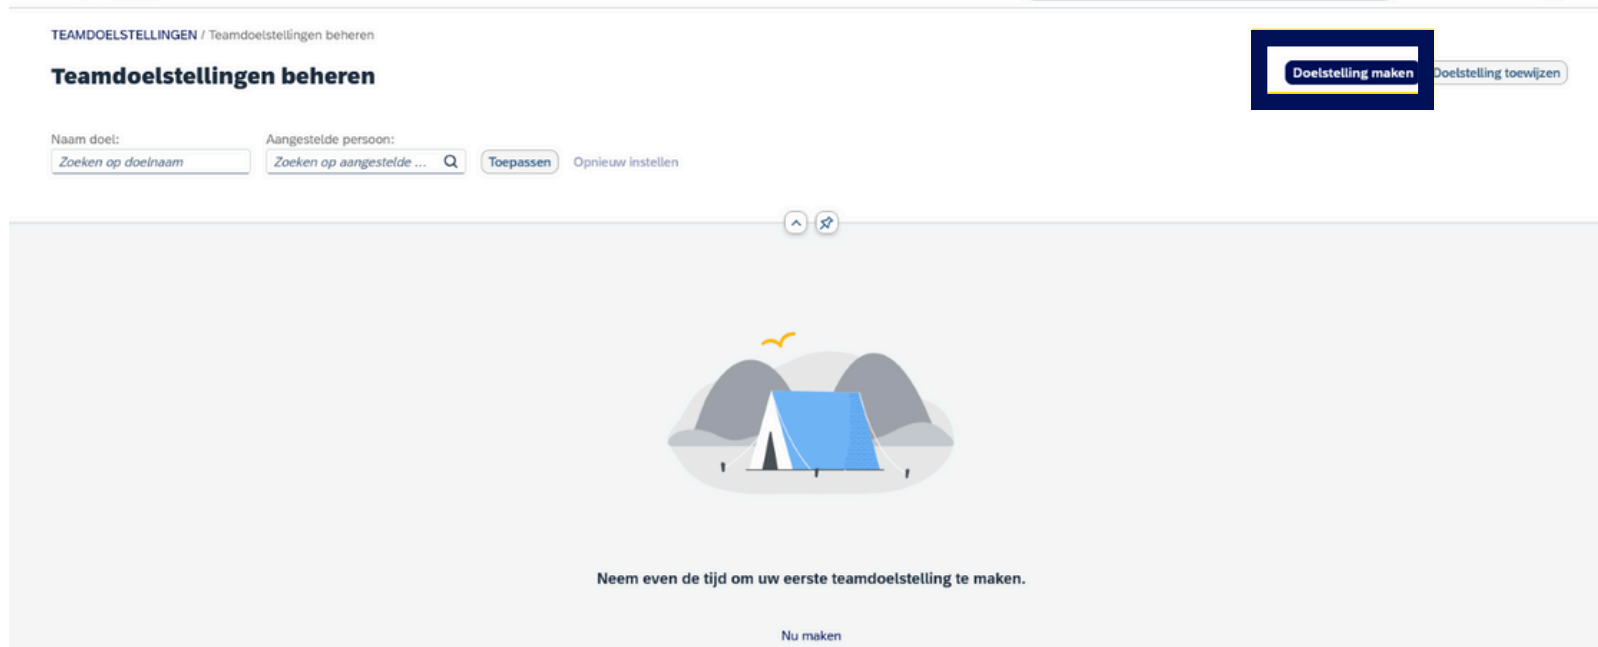 TEAMDOELSTELLINGEN / Teamdoelstellingen beheren
Teamdoelstellingen beheren
Doelstelling maken
Doelstelling toewijzen
Naam doel:
Aangestelde persoon:
Zoeken op doelnaam
Zoeken op aangestelde ...
Toepassen
Opnieuw instellen
Neem even de tijd om uw eerste teamdoelstelling te maken.
Nu maken